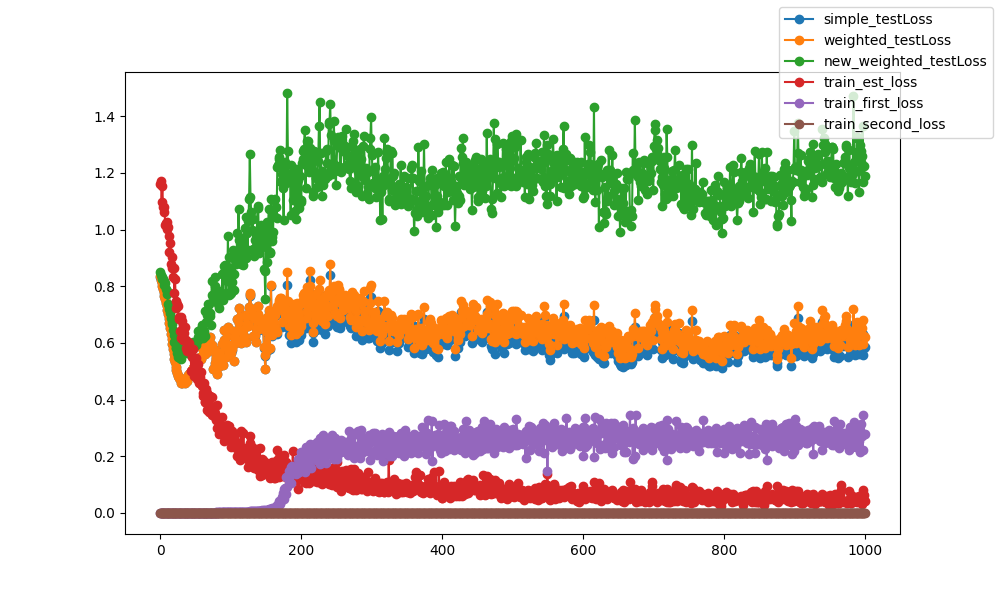 simple_testLoss
weighted_testLoss
new_weighted_testLoss
train_est_loss
train_first_loss
train_second_loss
1.4
1.2
1.0
0.8
0.6
0.4
0.2
0.0
0 200 400 600 800 1000